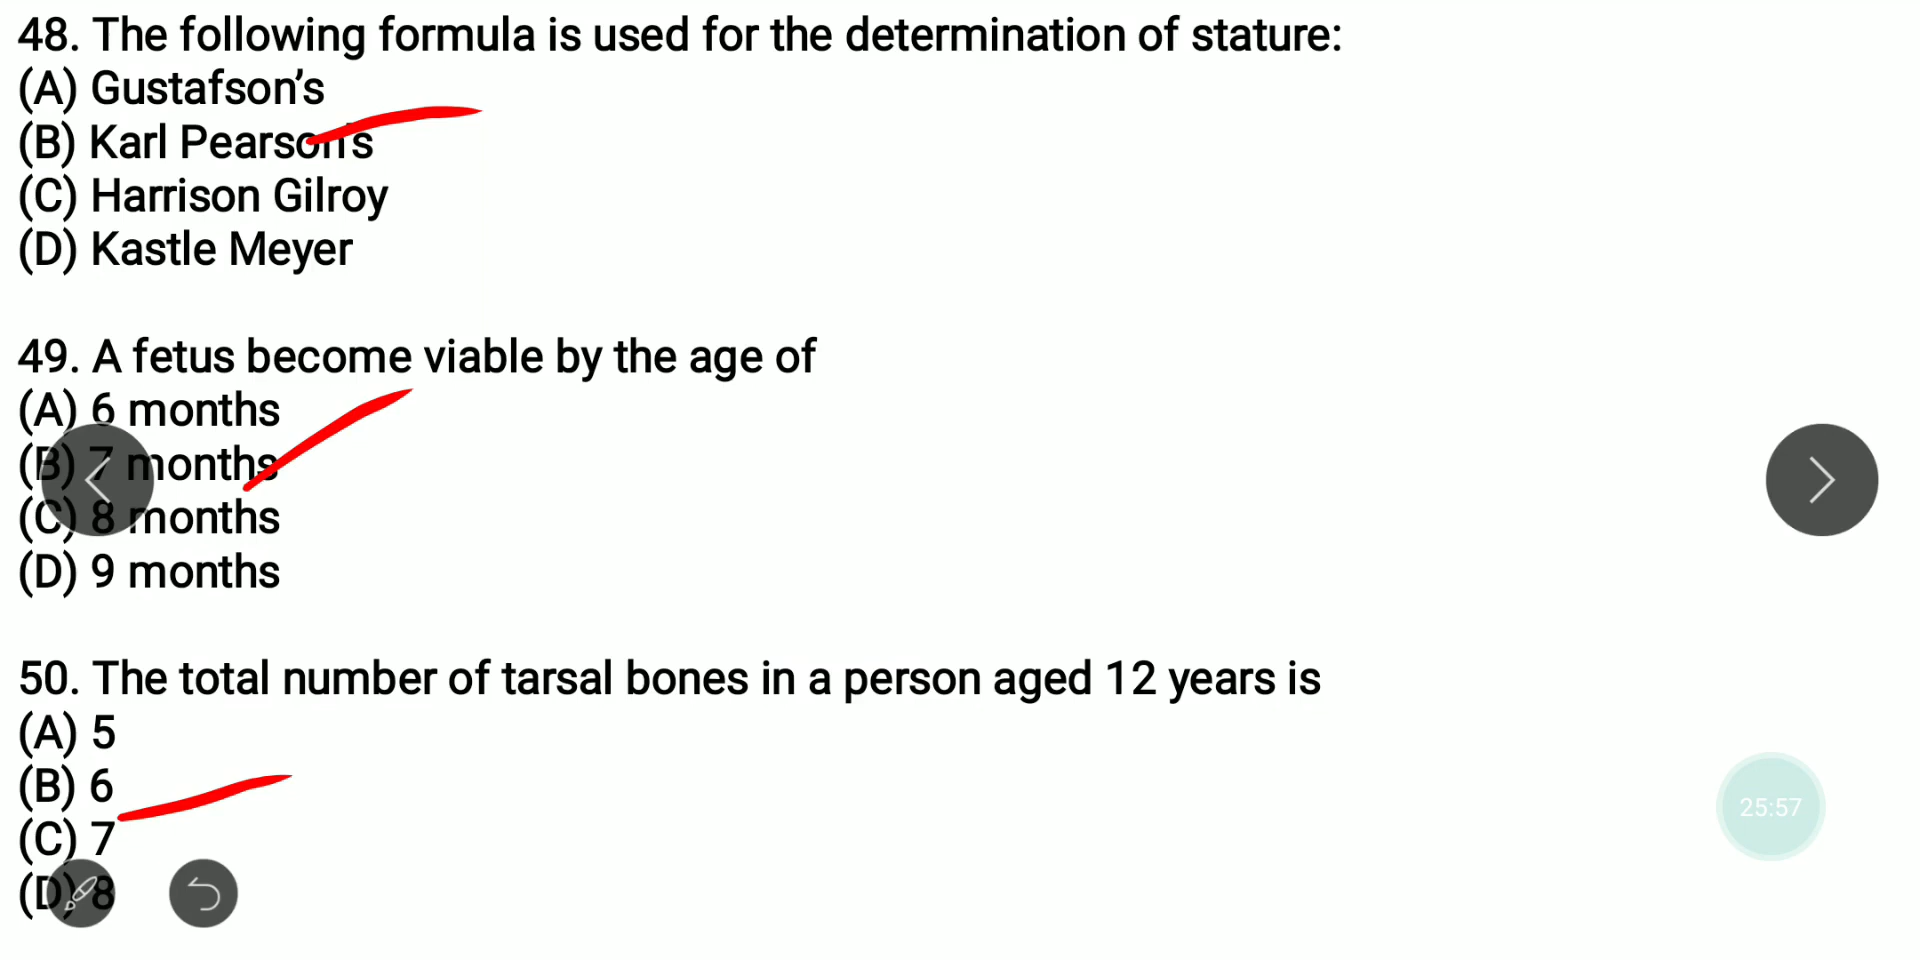 48. The following formula is used for the determination of stature:
(A) Gustafson's
(B) Karl Pearson's
(C) Harrison Gilroy
(D) Kastle Meyer
49. A fetus become viable by the age of
(A) 6 months
(B) 7 months
(C) 8 months
(D) 9 months
50. The total number of tarsal bones in a person aged 12 years is
(A) 5
(B) 6
(C) 7
(D) 8
25:57